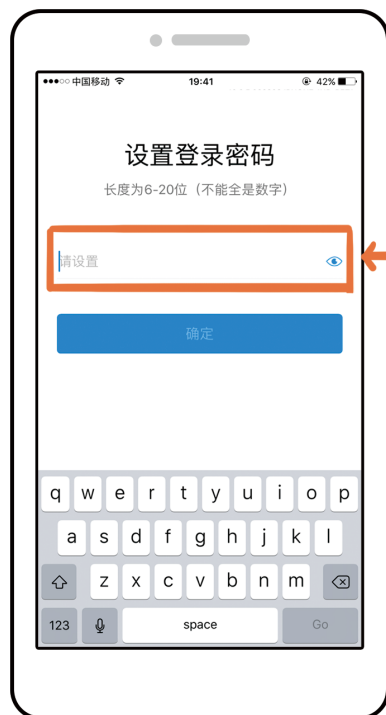 中国移动 19:41 42%
设置登录密码
长度为6-20位（不能全是数字）
请设置
确定
q w e r t y u i o p
a s d f g h j k l
z x c v b n m
123 space Go